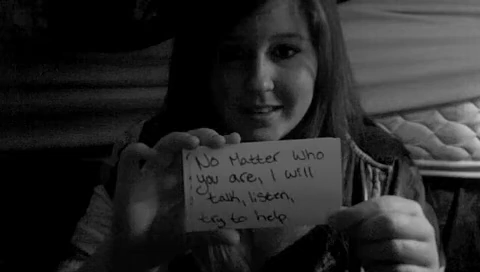 No Matter Who
you are, I will
talk, listen,
try to help